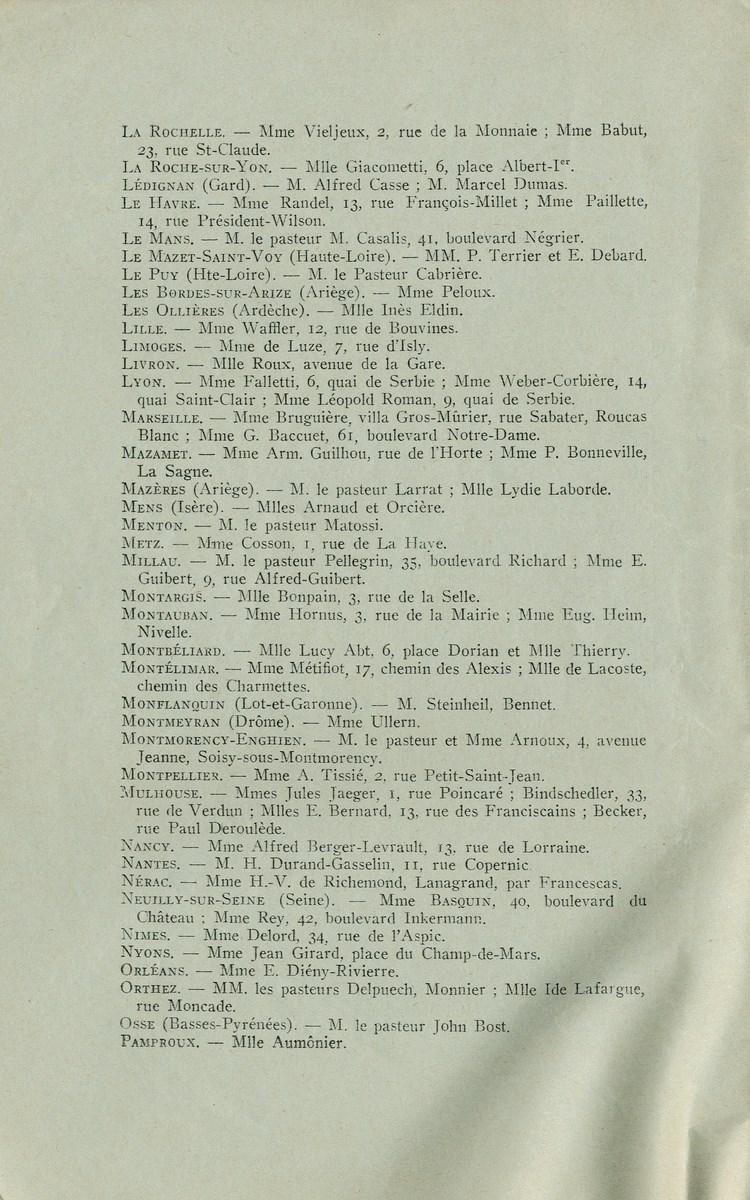 LA ROCHELLE. — Mme Vieljeux, 2, rue de la Monnaie ; Mme Babut,
23, rue St-Claude.
LA ROCHE-SUR-YON. — Mlle Giacometti, 6, place Albert-Ier.
LÉDIGNAN (Gard). — M. Alfred Casse ; M. Marcel Dumas.
LE HAVRE. — Mme Randel, 13, rue François-Millet ; Mme Paillette,
14, rue Président-Wilson.
LE MANS. — M. le pasteur M. Casalis, 41, boulevard Négrier.
LE MAZET-SAINT-VOY (Haute-Loire). — MM. P. Terrier et E. Debard.
LE PUY (Hte-Loire). — M. le Pasteur Cabrière.
LES BORDES-SUR-ARIZE (Ariège). — Mme Peloux.
LES OLLIÈRES (Ardèche). — Mlle Inès Eldin.
LILLE. — Mme Waffler, 12, rue de Bouvines.
LIMOGES. — Mme de Luze, 7, rue d'Isly.
LIVRON. — Mlle Roux, avenue de la Gare.
LYON. — Mme Falletti, 6, quai de Serbie ; Mme Weber-Corbière, 14,
quai Saint-Clair ; Mme Léopold Roman, 9, quai de Serbie.
MARSEILLE. — Mme Bruguière, villa Gros-Mûrier, rue Sabater, Roucas
Blanc ; Mme G. Baccuet, 61, boulevard Notre-Dame.
MAZAMET. — Mme Arm. Guilhou, rue de l'Horte ; Mme P. Bonneville,
La Sagne.
MAZÈRES (Ariège). — M. le pasteur Larrat ; Mlle Lydie Laborde.
MENS (Isère). — Mlles Arnaud et Orcière.
MENTON. — M. le pasteur Matossi.
METZ. — Mme Cosson, 1, rue de La Haye.
MILLAU. — M. le pasteur Pellegrin, 35, boulevard Richard ; Mme E.
Guibert, 9, rue Alfred-Guibert.
MONTARGIS. — Mlle Bonpain, 3, rue de la Selle.
MONTAUBAN. — Mme Hornus, 3, rue de la Mairie ; Mme Eug. Heim,
Nivelle.
MONTBÉLIARD. — Mlle Lucy Abt, 6, place Dorian et Mlle Thierry.
MONTÉLIMAR. — Mme Métifiot, 17, chemin des Alexis ; Mlle de Lacoste,
chemin des Charmettes.
MONFLANQUIN (Lot-et-Garonne). — M. Steinheil, Bennet.
MONTMEYRAN (Drôme). — Mme Ullern.
MONTMORENCY-ENGHIEN. — M. le pasteur et Mme Arnoux, 4, avenue
Jeanne, Soisy-sous-Montmorency.
MONTPELLIER. — Mme A. Tissié, 2, rue Petit-Saint-Jean.
MULHOUSE. — Mmes Jules Jaeger, 1, rue Poincaré ; Bindschedler, 33,
rue de Verdun ; Mlles E. Bernard, 13, rue des Franciscains ; Becker,
rue Paul Deroulède.
NANCY. — Mme Alfred Berger-Levrault, 13, rue de Lorraine.
NANTES. — M. H. Durand-Gasselin, 11, rue Copernic
NÉRAC. — Mme H.-V. de Richemond, Lanagrand, par Francescas.
NEUILLY-SUR-SEINE (Seine). — Mme BASQUIN, 40, boulevard du
Château ; Mme Rey, 42, boulevard Inkermann.
NIMES. — Mme Delord, 34, rue de l'Aspic.
NYONS. — Mme Jean Girard, place du Champ-de-Mars.
ORLÉANS. — Mme E. Diény-Rivierre.
ORTHEZ. — MM. les pasteurs Delpuech, Monnier ; Mlle Ide Lafargue,
rue Moncade.
OSSE (Basses-Pyrénées). — M. le pasteur John Bost.
PAMPROUX. — Mlle Aumônier.